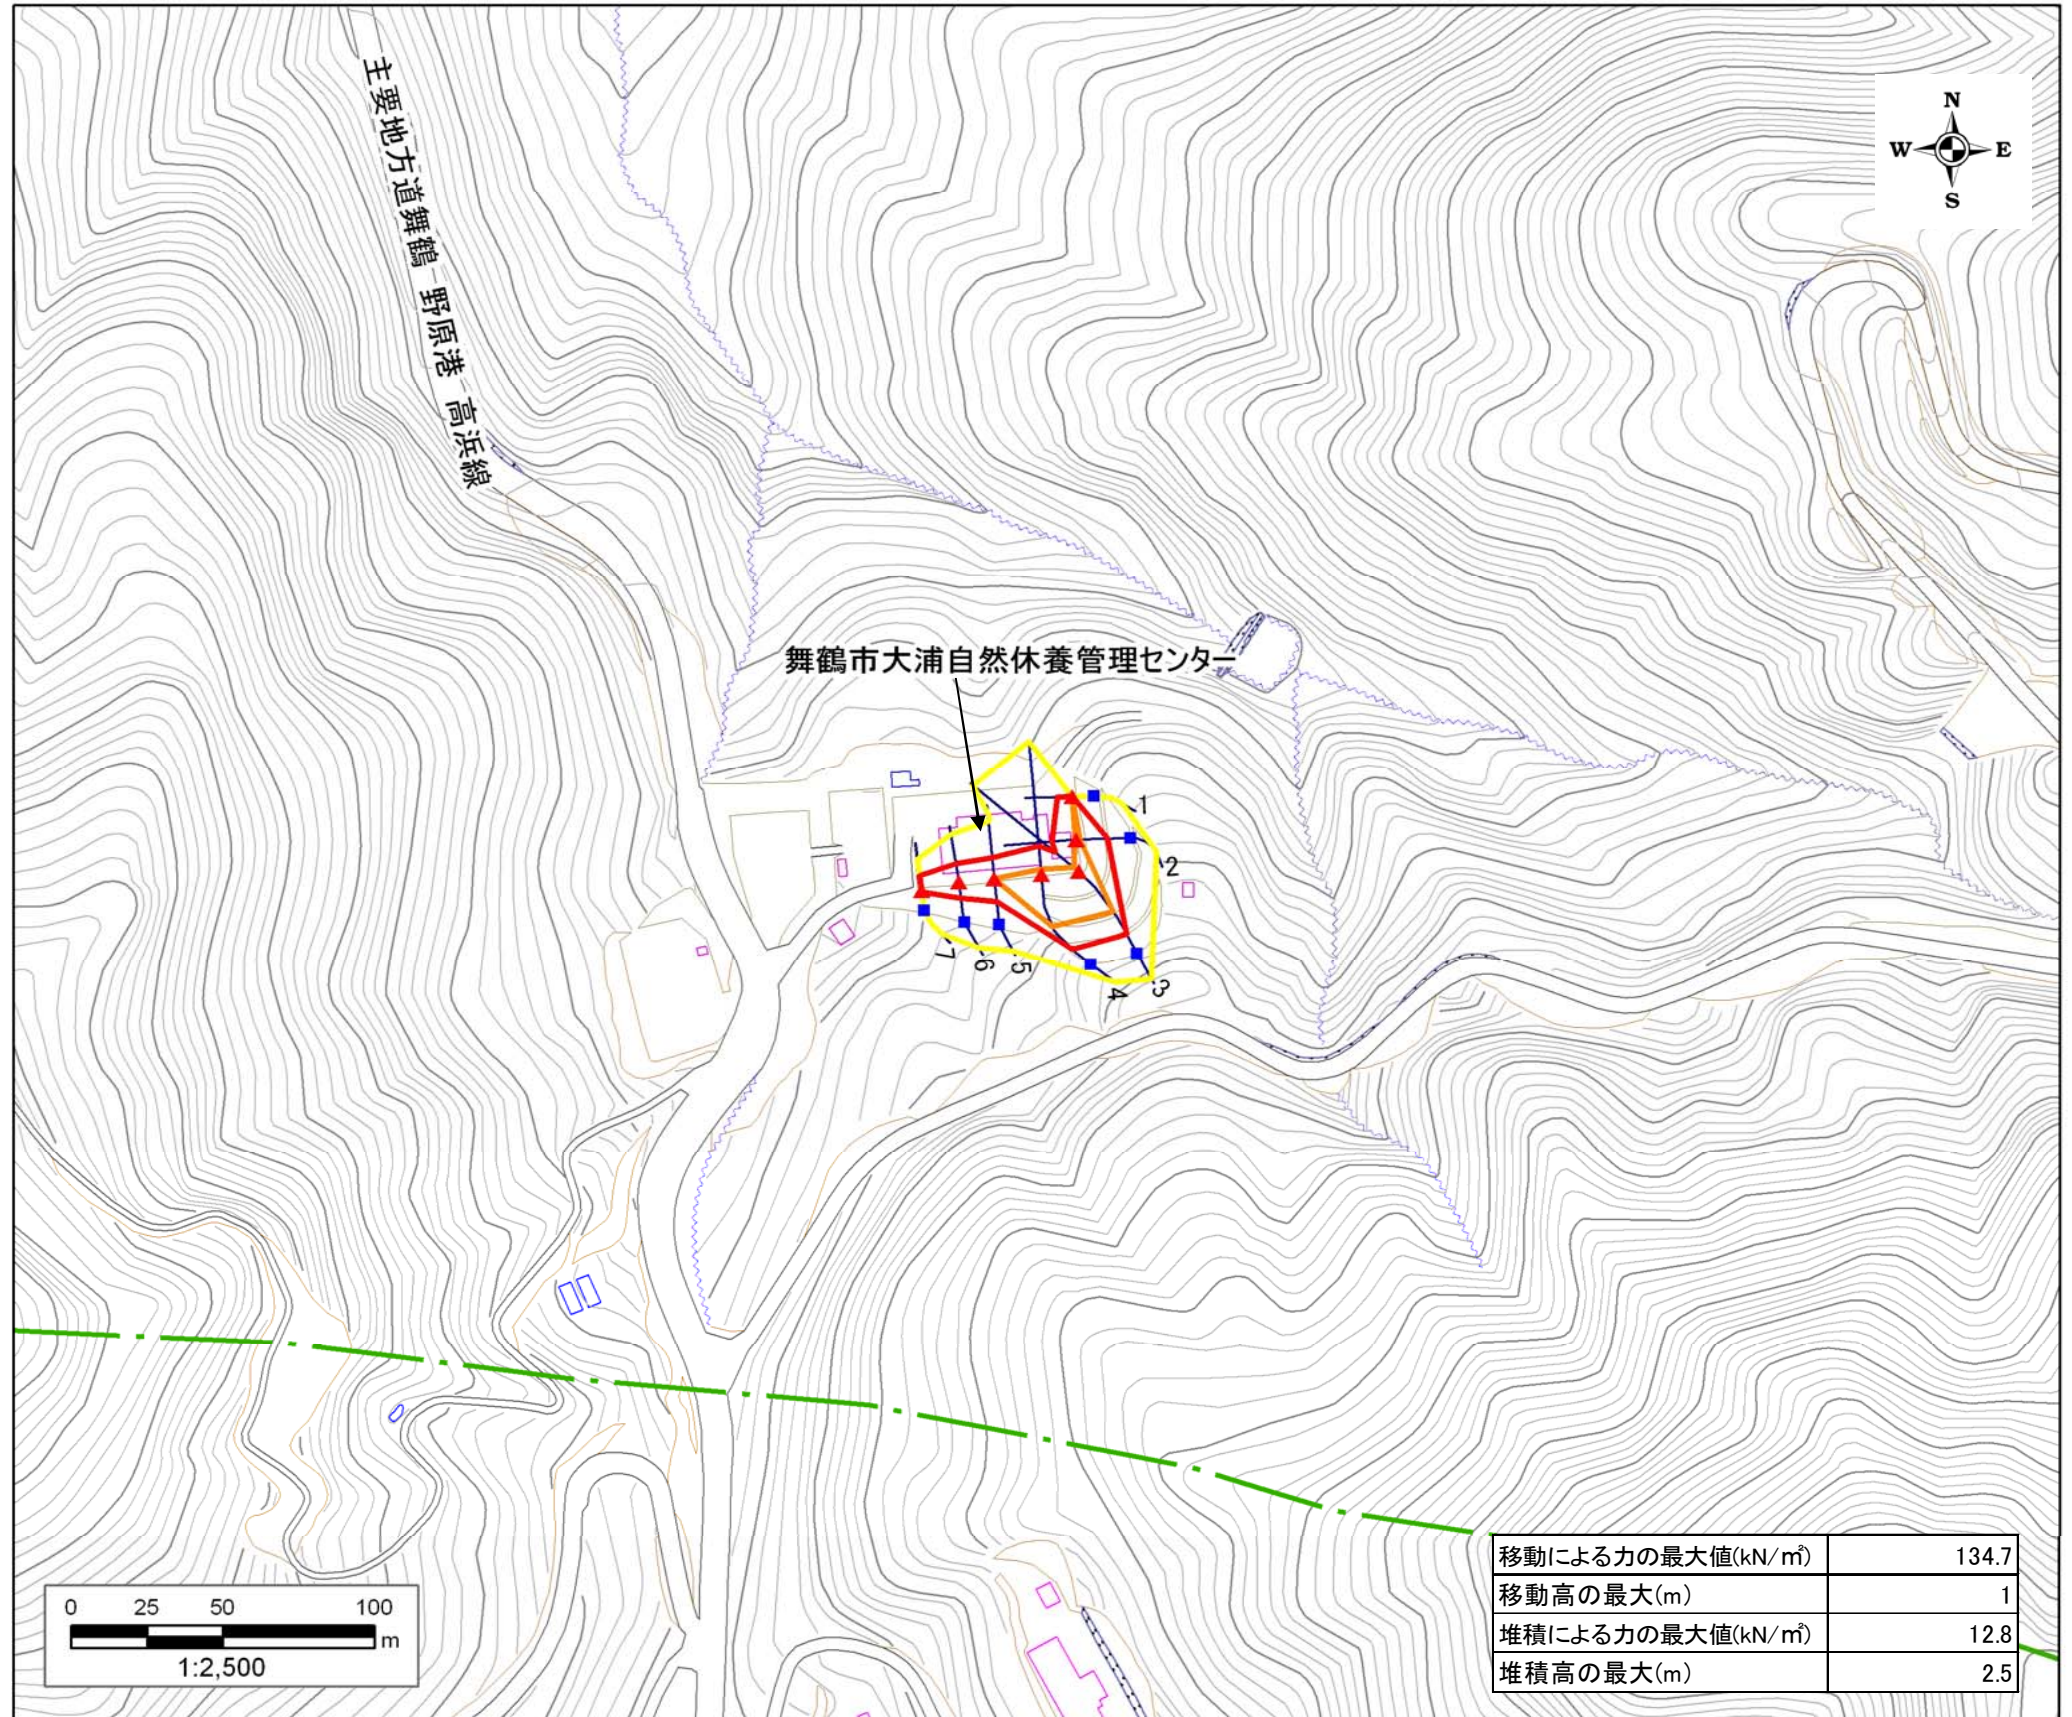 主要地方道舞鶴 野原港 高浜線
N
W E
S
舞鶴市大浦自然休養管理センター
1
2
3
4
5
6
7
0 25 50 100
m
1:2,500
移動による力の最大値(kN/㎡) 134.7
移動高の最大(m) 1
堆積による力の最大値(kN/㎡) 12.8
堆積高の最大(m) 2.5